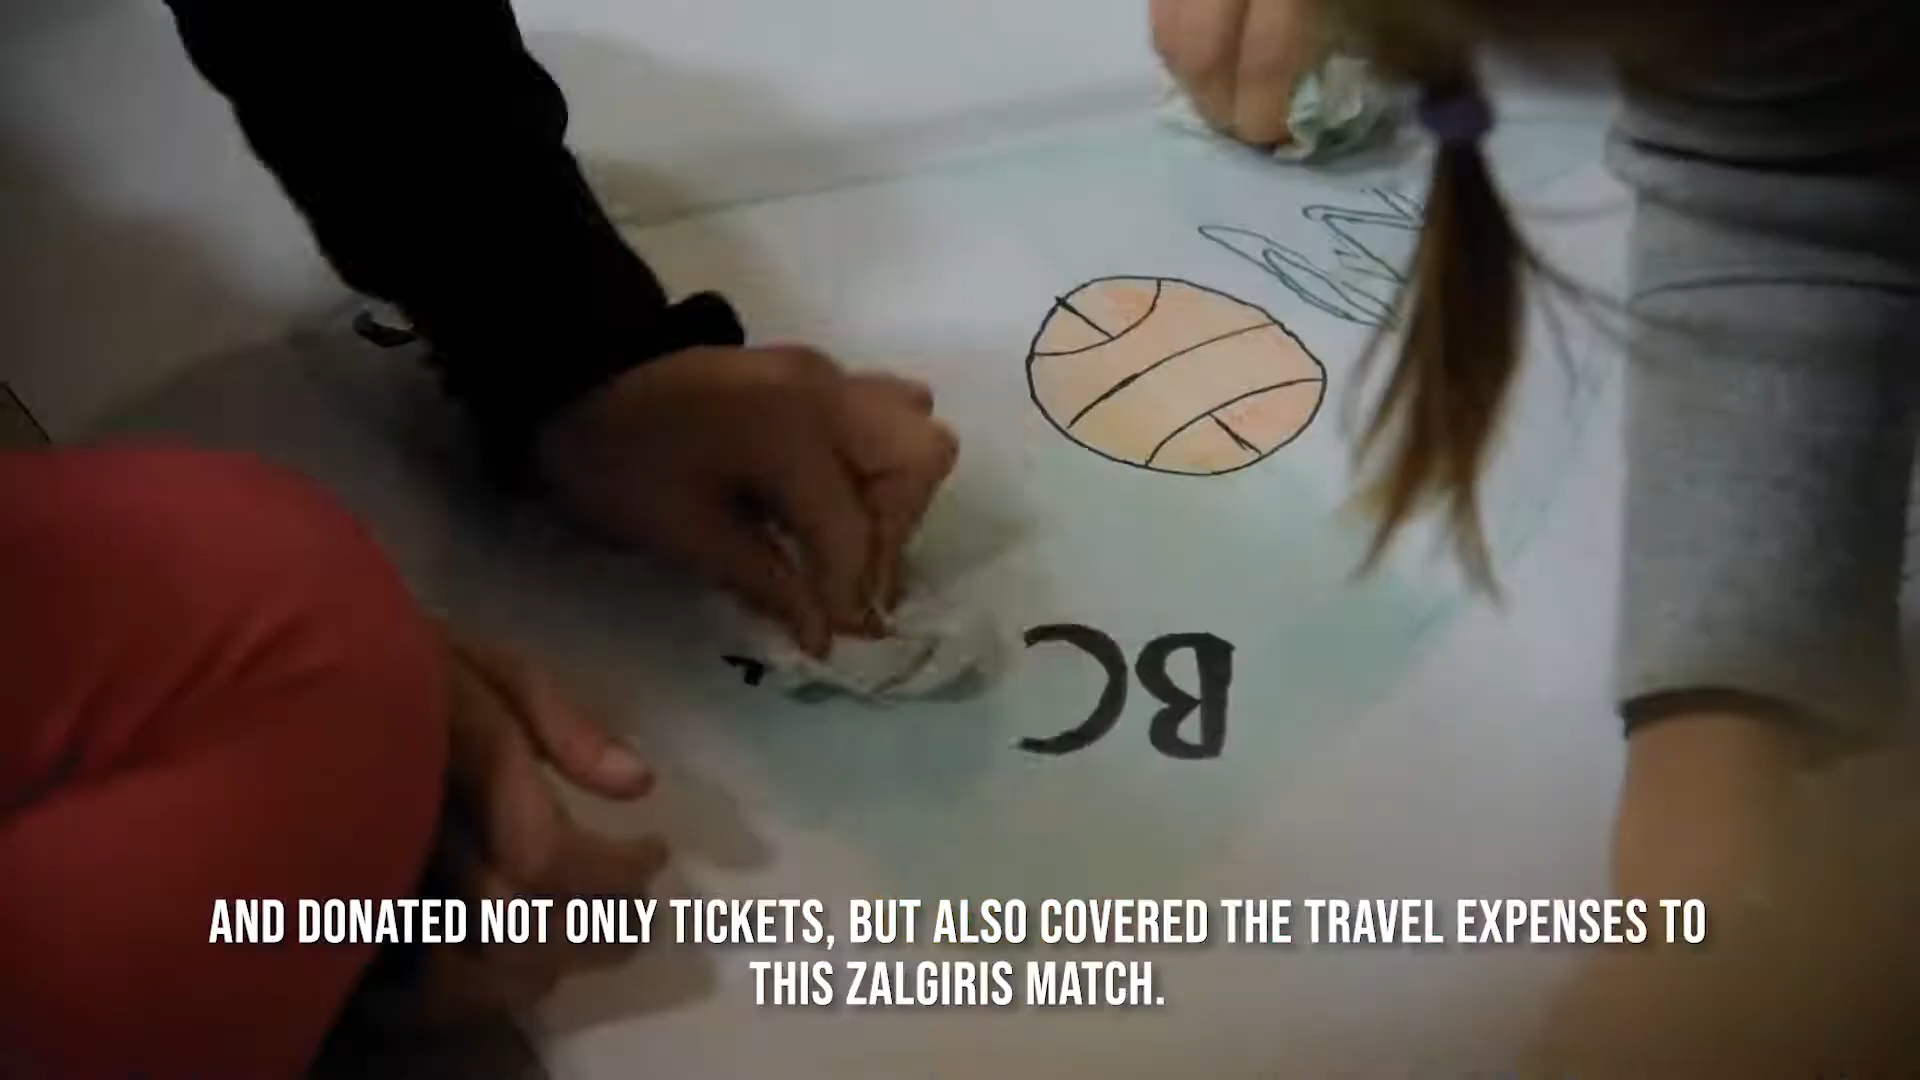 BC
AND DONATED NOT ONLY TICKETS, BUT ALSO COVERED THE TRAVEL EXPENSES TO
THIS ZALGIRIS MATCH.